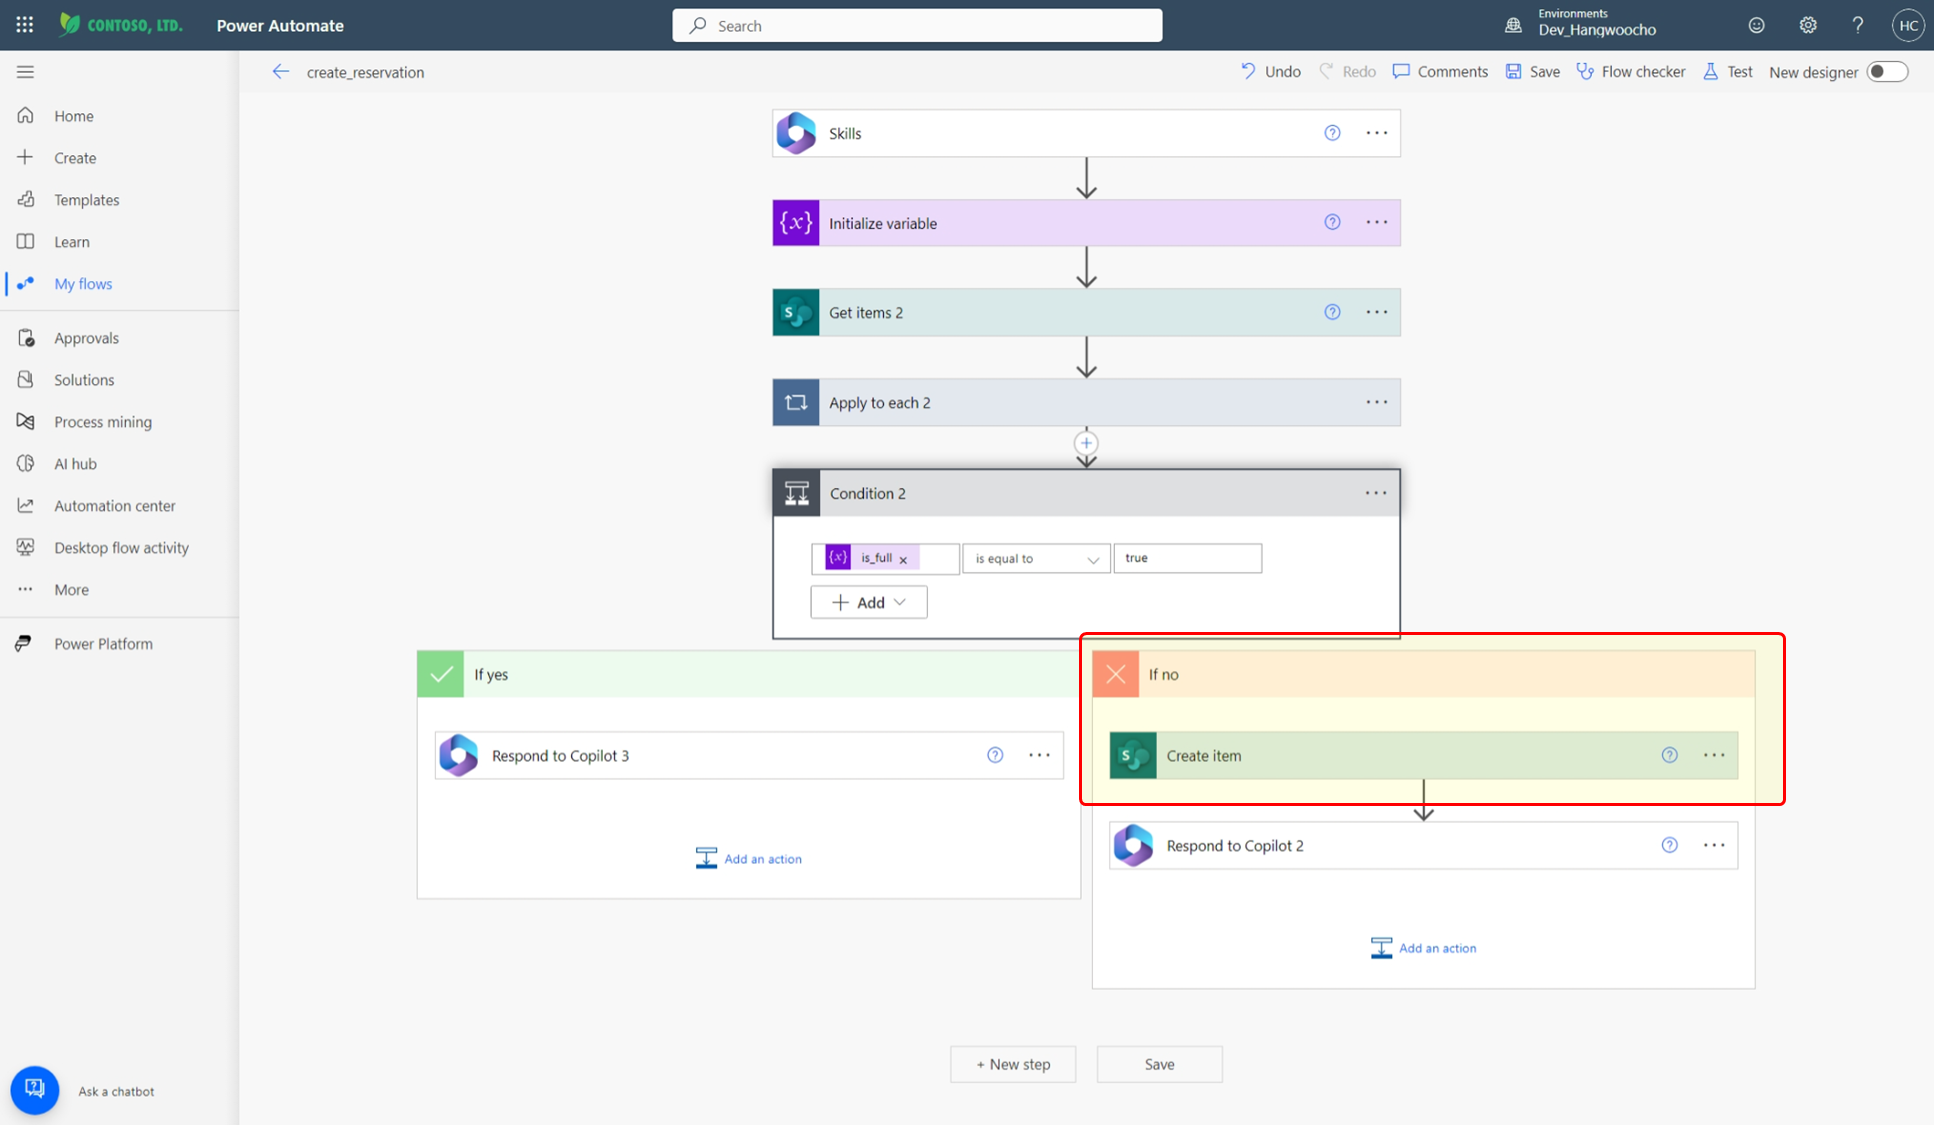 CONTOSO, LTD.
Power Automate
Search
Environments
Dev_Hangwoocho
HC
create_reservation
Undo
Redo
Comments
Save
Flow checker
Test
New designer
Home
Create
Templates
Learn
My flows
Approvals
Solutions
Process mining
AI hub
Automation center
Desktop flow activity
More
Power Platform
Ask a chatbot
Skills
{x} Initialize variable
S Get items 2
Apply to each 2
Condition 2
{x} is_full × is equal to true
+ Add
If yes
Respond to Copilot 3
Add an action
If no
S Create item
Respond to Copilot 2
Add an action
+ New step
Save